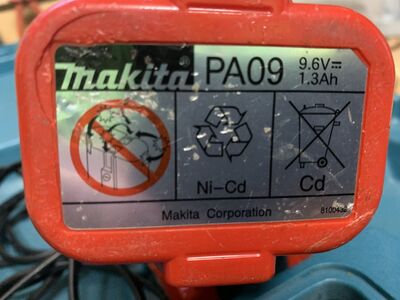 makita PA09 9.6V⎓
1.3Ah
Ni-Cd
Cd
Makita Corporation